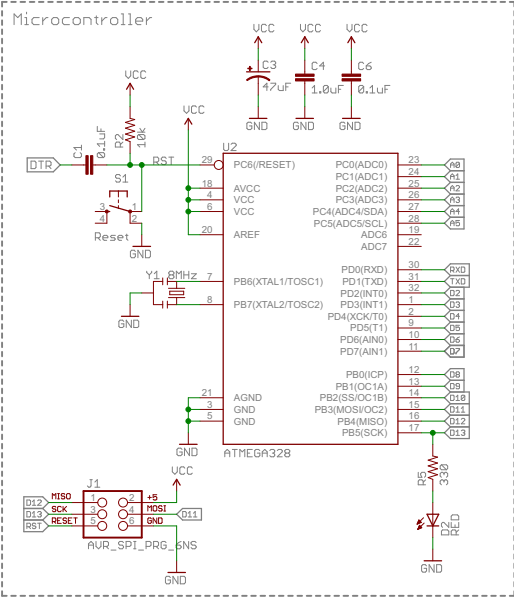 Microcontroller
VCC VCC VCC
C3 C4 C6
47uF 1.0uF 0.1uF
GND GND GND
VCC
VCC
R2
10k
C1
0.1uF
DTR
RST
S1
3 1
4 2
Reset
GND
U2
29 PC6(/RESET) PC0(ADC0) 23 A0
PC1(ADC1) 24 A1
18 AVCC PC2(ADC2) 25 A2
4 VCC PC3(ADC3) 26 A3
6 VCC PC4(ADC4/SDA) 27 A4
PC5(ADC5/SCL) 28 A5
20 AREF ADC6 19
ADC7 22
PD0(RXD) 30 RXD
Y1 8MHz
7 PB6(XTAL1/TOSC1) PD1(TXD) 31 TXD
PD2(INT0) 32 D2
8 PB7(XTAL2/TOSC2) PD3(INT1) 1 D3
GND
PD4(XCK/T0) 2 D4
PD5(T1) 9 D5
PD6(AIN0) 10 D6
PD7(AIN1) 11 D7
PB0(ICP) 12 D8
PB1(OC1A) 13 D9
21 AGND PB2(SS/OC1B) 14 D10
3 GND PB3(MOSI/OC2) 15 D11
5 GND PB4(MISO) 16 D12
PB5(SCK) 17 D13
GND
ATMEGA328
R5
330
D2
RED
GND
VCC
J1
D12 MISO 1 2 +5
D13 SCK 3 4 MOSI D11
RST RESET 5 6 GND
AVR_SPI_PRG_6NS
GND